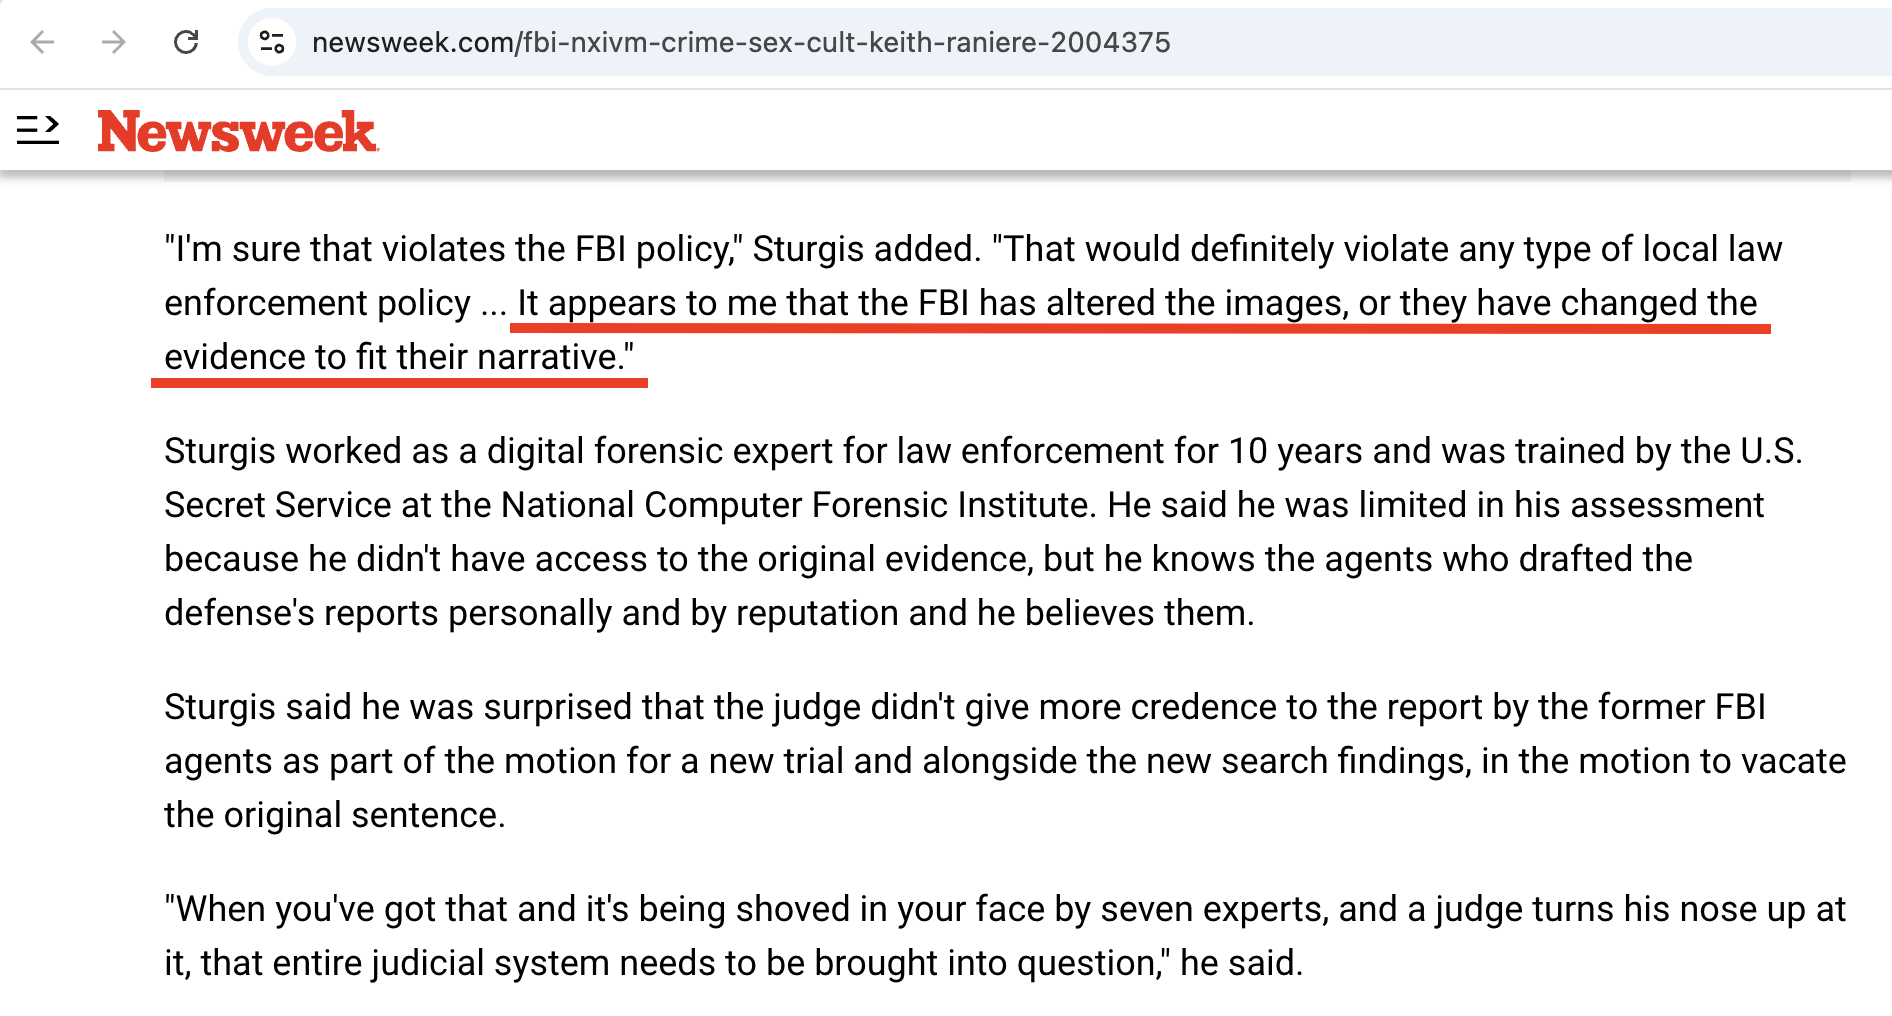 newsweek.com/fbi-nxivm-crime-sex-cult-keith-raniere-2004375
Newsweek
"I'm sure that violates the FBI policy," Sturgis added. "That would definitely violate any type of local law
enforcement policy ... It appears to me that the FBI has altered the images, or they have changed the
evidence to fit their narrative."
Sturgis worked as a digital forensic expert for law enforcement for 10 years and was trained by the U.S.
Secret Service at the National Computer Forensic Institute. He said he was limited in his assessment
because he didn't have access to the original evidence, but he knows the agents who drafted the
defense's reports personally and by reputation and he believes them.
Sturgis said he was surprised that the judge didn't give more credence to the report by the former FBI
agents as part of the motion for a new trial and alongside the new search findings, in the motion to vacate
the original sentence.
"When you've got that and it's being shoved in your face by seven experts, and a judge turns his nose up at
it, that entire judicial system needs to be brought into question," he said.